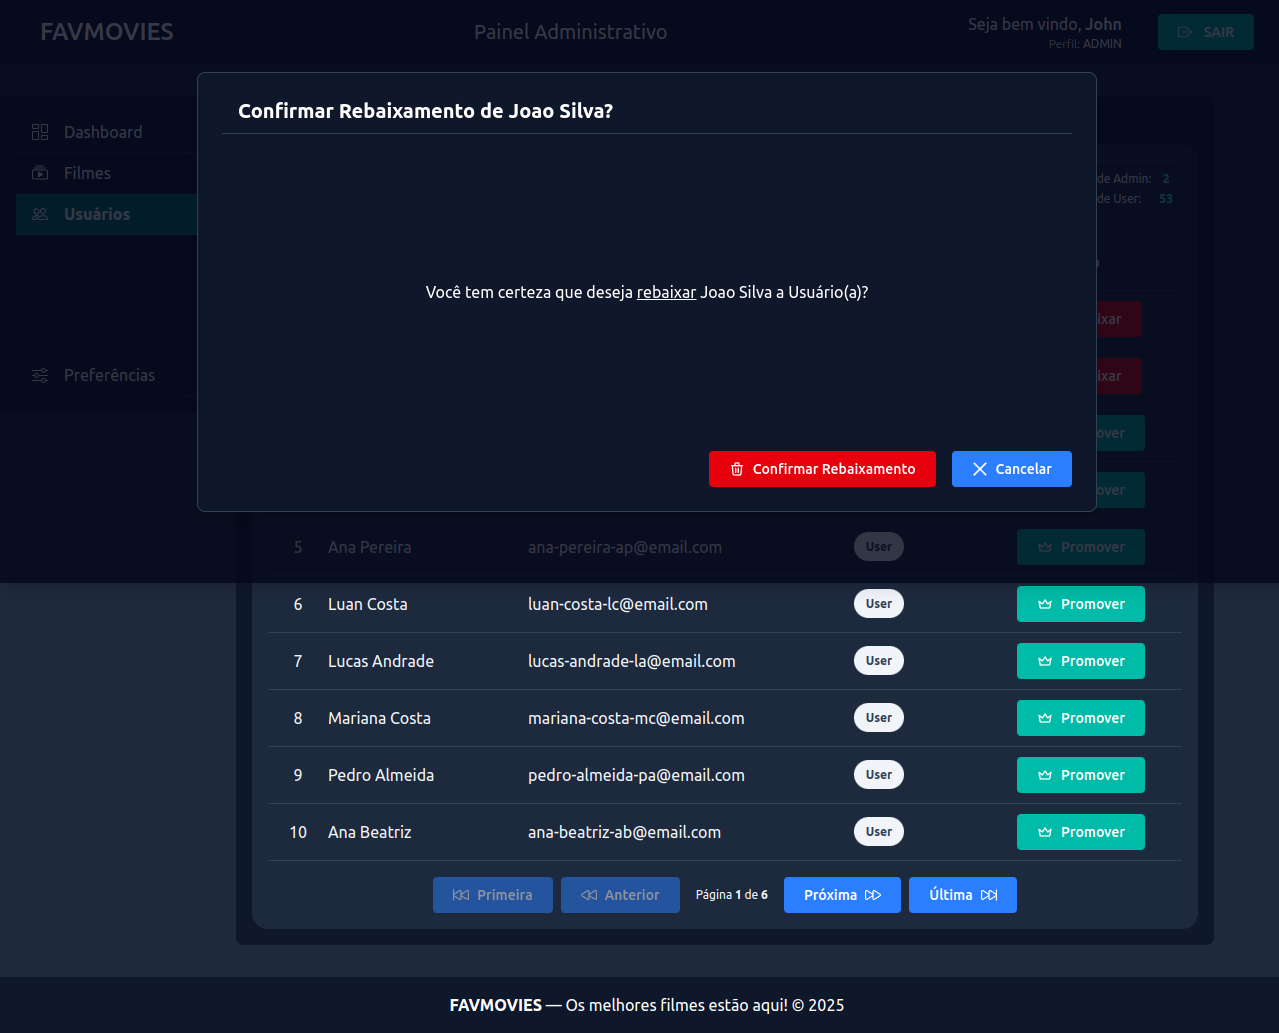 FAVMOVIES
Painel Administrativo
Seja bem vindo, John
Perfil: ADMIN
SAIR
Confirmar Rebaixamento de Joao Silva?
Dashboard
Filmes
Usuários
Preferências
de Admin: 2
de User: 53
Você tem certeza que deseja rebaixar Joao Silva a Usuário(a)?
ixar
ixar
over
over
Confirmar Rebaixamento
Cancelar
5 Ana Pereira ana-pereira-ap@email.com User Promover
6 Luan Costa luan-costa-lc@email.com User Promover
7 Lucas Andrade lucas-andrade-la@email.com User Promover
8 Mariana Costa mariana-costa-mc@email.com User Promover
9 Pedro Almeida pedro-almeida-pa@email.com User Promover
10 Ana Beatriz ana-beatriz-ab@email.com User Promover
Primeira Anterior Página 1 de 6 Próxima Última
FAVMOVIES — Os melhores filmes estão aqui! © 2025